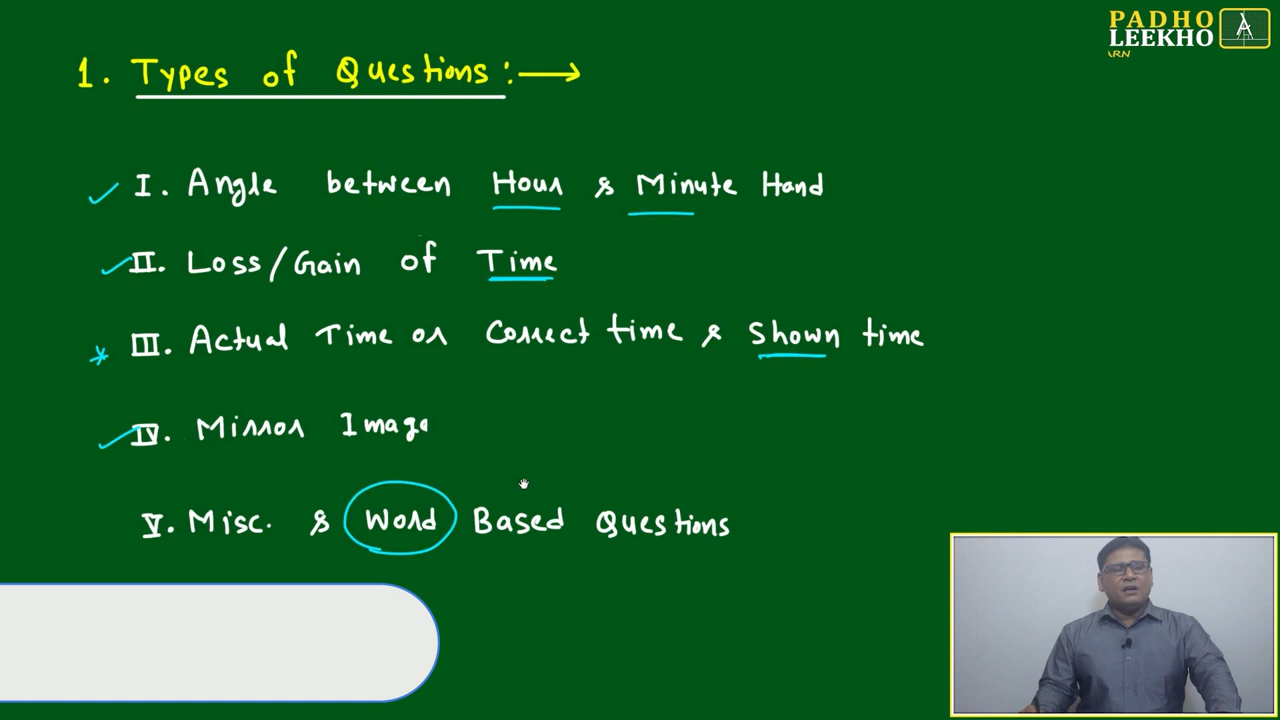 PADHO
LEEKHO
ARN
1. Types of Questions :→
I. Angle between Hour & Minute Hand
II. Loss/Gain of Time
III. Actual Time or Correct time & Shown time
IV. Mirror Image
V. Misc. & Word Based Questions